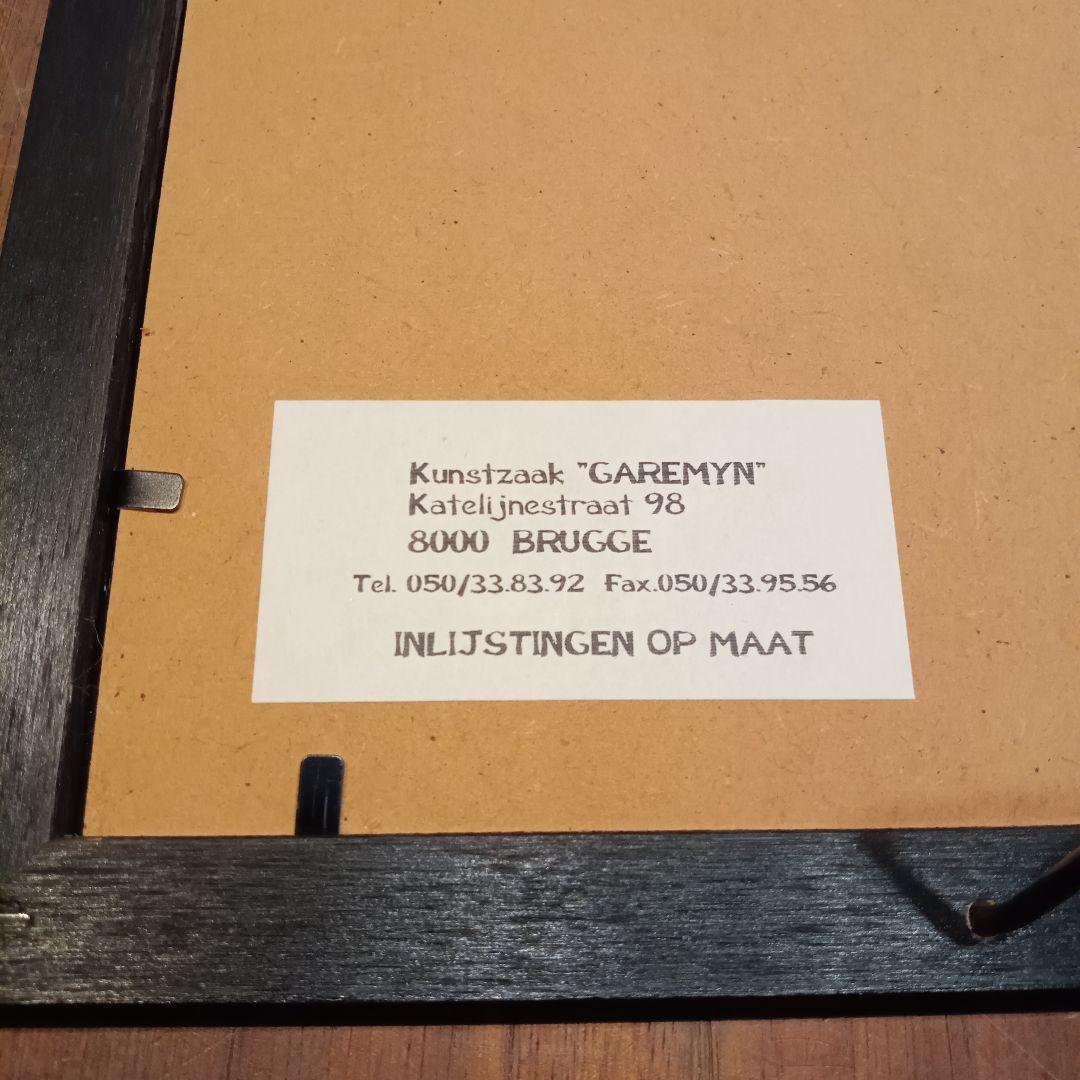 Kunstzaak "GAREMYN"
Katelijnestraat 98
8000 BRUGGE
Tel. 050/33.83.92 Fax.050/33.95.56
INLIJSTINGEN OP MAAT